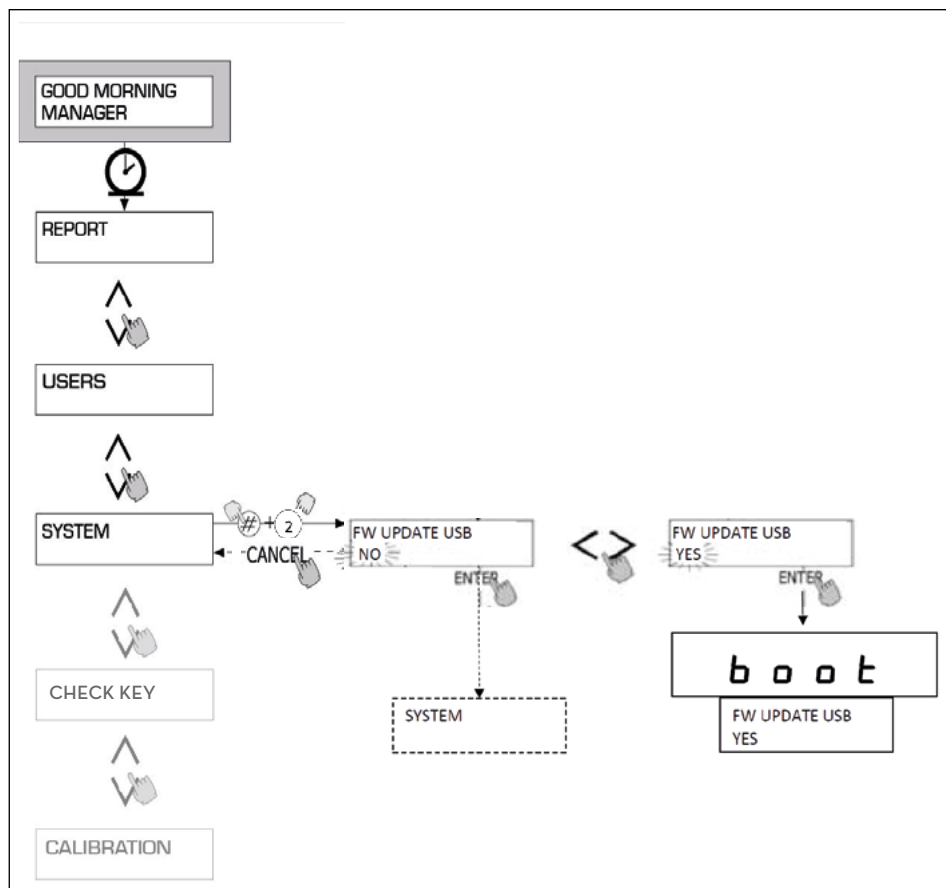 GOOD MORNING
MANAGER
REPORT
USERS
SYSTEM
# + 2
CANCEL
FW UPDATE USB
NO
ENTER
FW UPDATE USB
YES
ENTER
boot
FW UPDATE USB
YES
SYSTEM
CHECK KEY
CALIBRATION